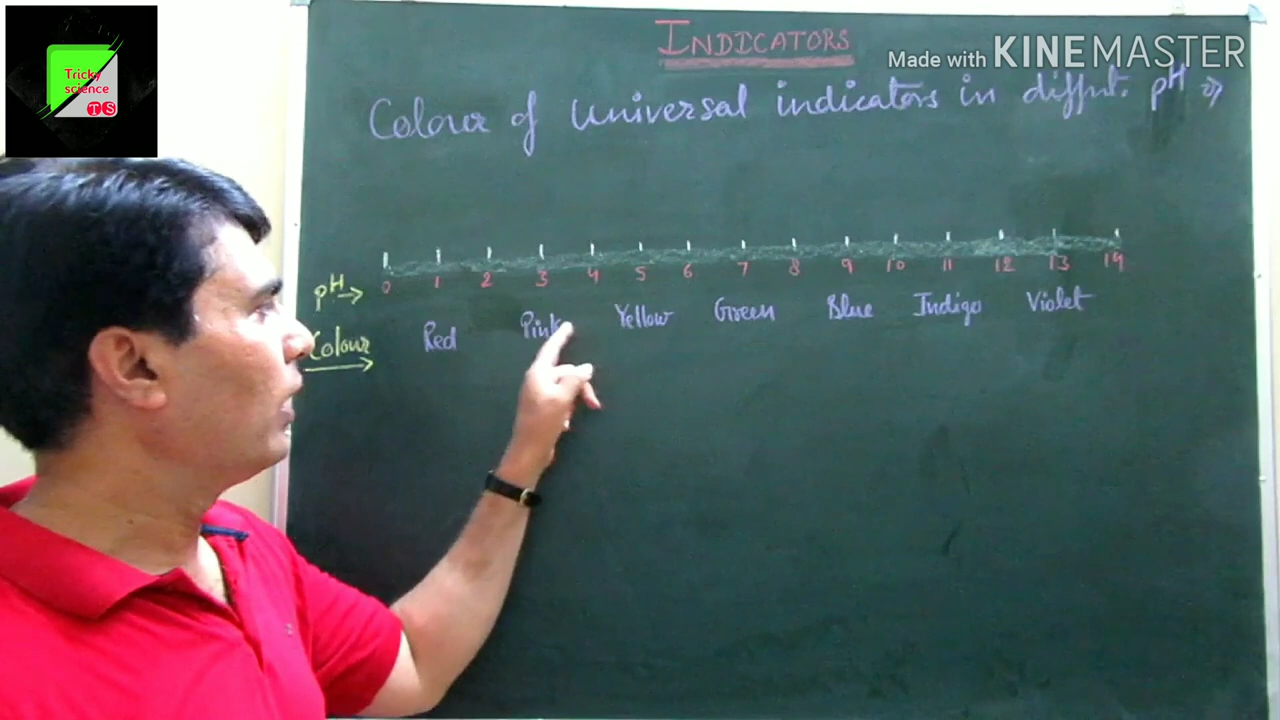 Tricky
science
TS
INDICATORS
Made with KINEMASTER
Colour of Universal indicators in diffnt. pH ⇒
pH → 0 1 2 3 4 5 6 7 8 9 10 11 12 13 14
Colour → Red Pink Yellow Green Blue Indigo Violet